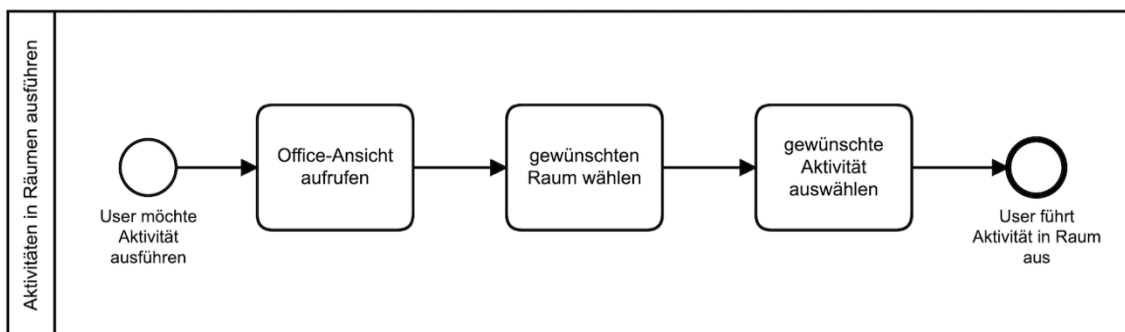 Aktivitäten in Räumen ausführen
User möchte
Aktivität
ausführen
Office-Ansicht
aufrufen
gewünschten
Raum wählen
gewünschte
Aktivität
auswählen
User führt
Aktivität in Raum
aus